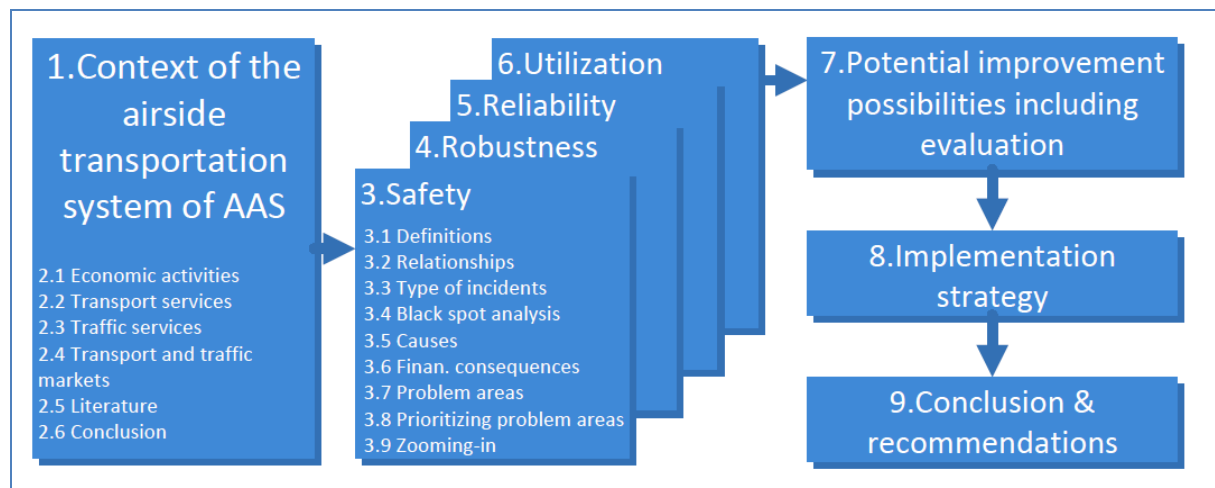 1.Context of the
airside
transportation
system of AAS
2.1 Economic activities
2.2 Transport services
2.3 Traffic services
2.4 Transport and traffic
markets
2.5 Literature
2.6 Conclusion
6.Utilization
5.Reliability
4.Robustness
3.Safety
3.1 Definitions
3.2 Relationships
3.3 Type of incidents
3.4 Black spot analysis
3.5 Causes
3.6 Finan. consequences
3.7 Problem areas
3.8 Prioritizing problem areas
3.9 Zooming-in
7.Potential improvement
possibilities including
evaluation
8.Implementation
strategy
9.Conclusion &
recommendations